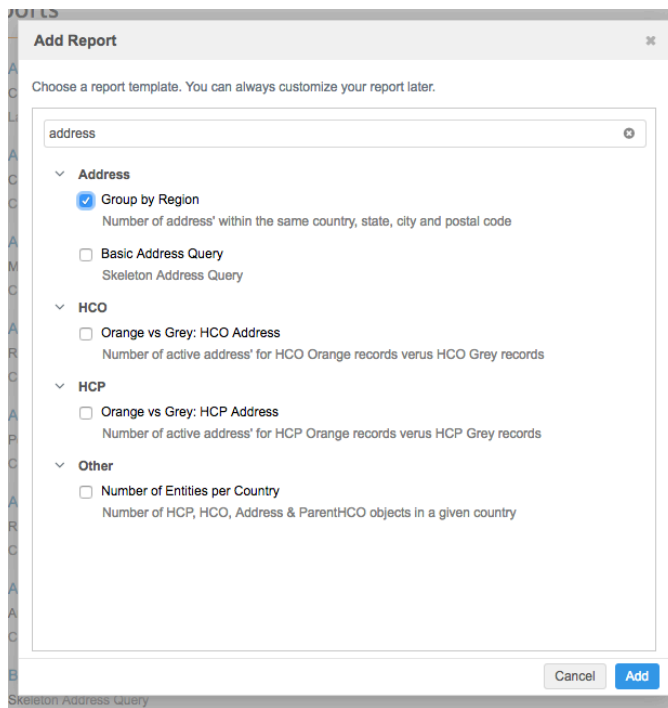 Add Report
Choose a report template. You can always customize your report later.
address
Address
Group by Region
Number of address' within the same country, state, city and postal code
Basic Address Query
Skeleton Address Query
HCO
Orange vs Grey: HCO Address
Number of active address' for HCO Orange records verus HCO Grey records
HCP
Orange vs Grey: HCP Address
Number of active address' for HCP Orange records verus HCP Grey records
Other
Number of Entities per Country
Number of HCP, HCO, Address & ParentHCO objects in a given country
Cancel
Add
Skeleton Address Query